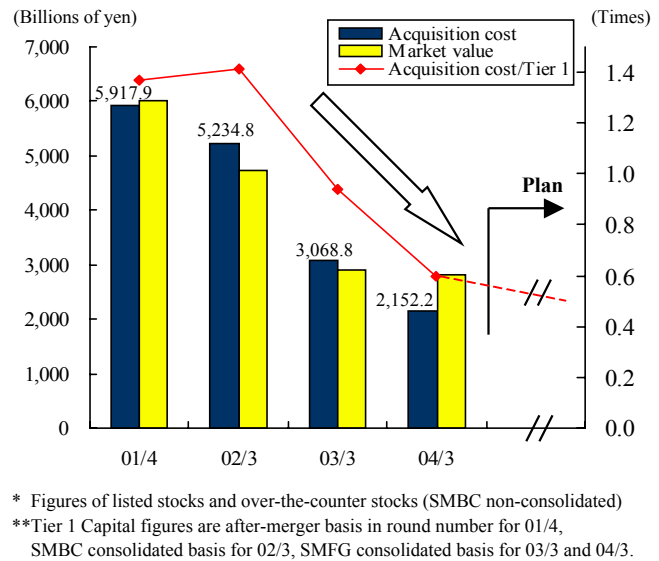 (Billions of yen)
(Times)
7,000
6,000
5,000
4,000
3,000
2,000
1,000
0
Acquisition cost
Market value
Acquisition cost/Tier 1
1.4
1.2
1.0
0.8
0.6
0.4
0.2
0.0
5,917.9
5,234.8
3,068.8
2,152.2
Plan
01/4
02/3
03/3
04/3
* Figures of listed stocks and over-the-counter stocks (SMBC non-consolidated)
**Tier 1 Capital figures are after-merger basis in round number for 01/4,
SMBC consolidated basis for 02/3, SMFG consolidated basis for 03/3 and 04/3.